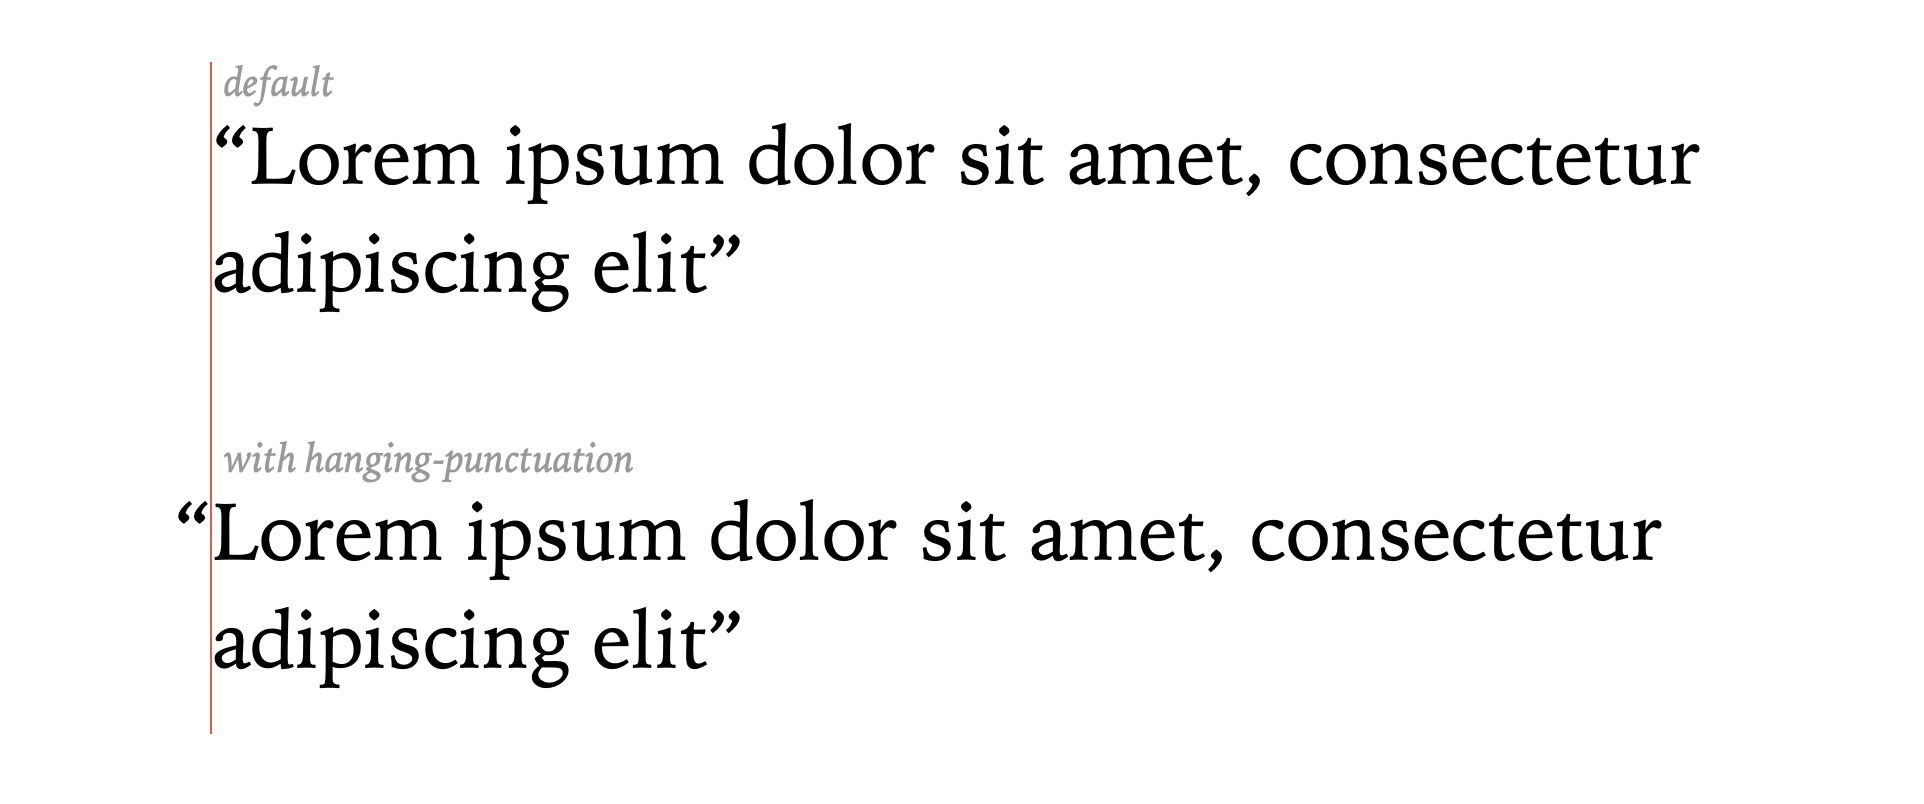 default
“Lorem ipsum dolor sit amet, consectetur
adipiscing elit”
with hanging-punctuation
“Lorem ipsum dolor sit amet, consectetur
adipiscing elit”